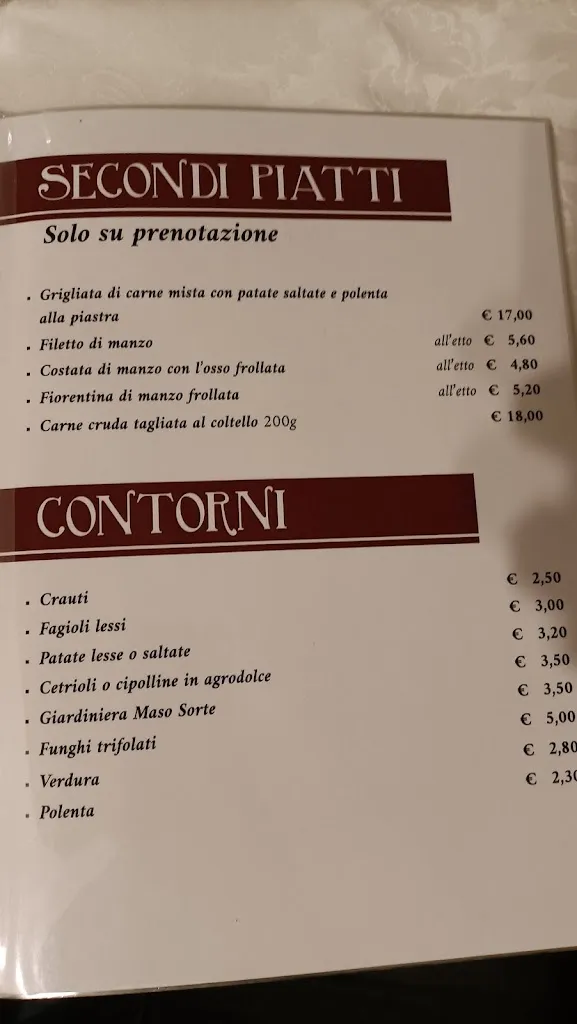 SECONDI PIATTI
Solo su prenotazione
. Grigliata di carne mista con patate saltate e polenta
alla piastra € 17,00
. Filetto di manzo all'etto € 5,60
. Costata di manzo con l'osso frollata all'etto € 4,80
. Fiorentina di manzo frollata all'etto € 5,20
. Carne cruda tagliata al coltello 200g € 18,00
CONTORNI
. Crauti € 2,50
. Fagioli lessi € 3,00
. Patate lesse o saltate € 3,20
. Cetrioli o cipolline in agrodolce € 3,50
. Giardiniera Maso Sorte € 3,50
. Funghi trifolati € 5,00
. Verdura € 2,80
. Polenta € 2,30